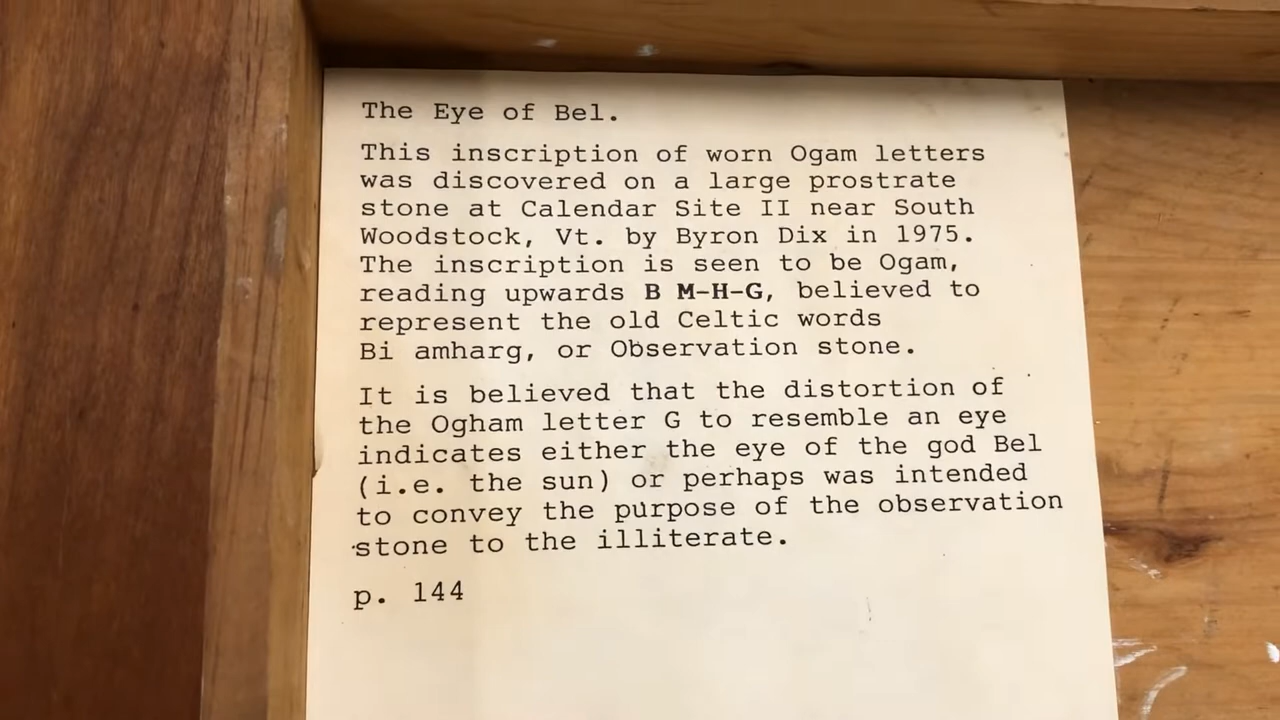 The Eye of Bel.
This inscription of worn Ogam letters
was discovered on a large prostrate
stone at Calendar Site II near South
Woodstock, Vt. by Byron Dix in 1975.
The inscription is seen to be Ogam,
reading upwards B M-H-G, believed to
represent the old Celtic words
Bi amharg, or Observation stone.
It is believed that the distortion of
the Ogham letter G to resemble an eye
indicates either the eye of the god Bel
(i.e. the sun) or perhaps was intended
to convey the purpose of the observation
stone to the illiterate.
p. 144